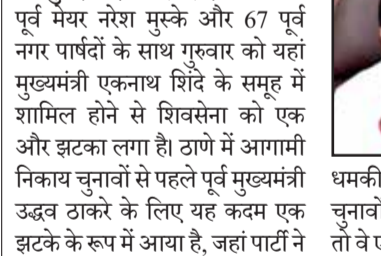 पूर्व मेयर नरेश मुस्के और 67 पूर्व
नगर पार्षदों के साथ गुरुवार को यहां
मुख्यमंत्री एकनाथ शिंदे के समूह में
शामिल होने से शिवसेना को एक
और झटका लगा है। ठाणे में आगामी
निकाय चुनावों से पहले पूर्व मुख्यमंत्री
उद्धव ठाकरे के लिए यह कदम एक
झटके के रूप में आया है, जहां पार्टी ने
धमकी
चुनावों
तो वे